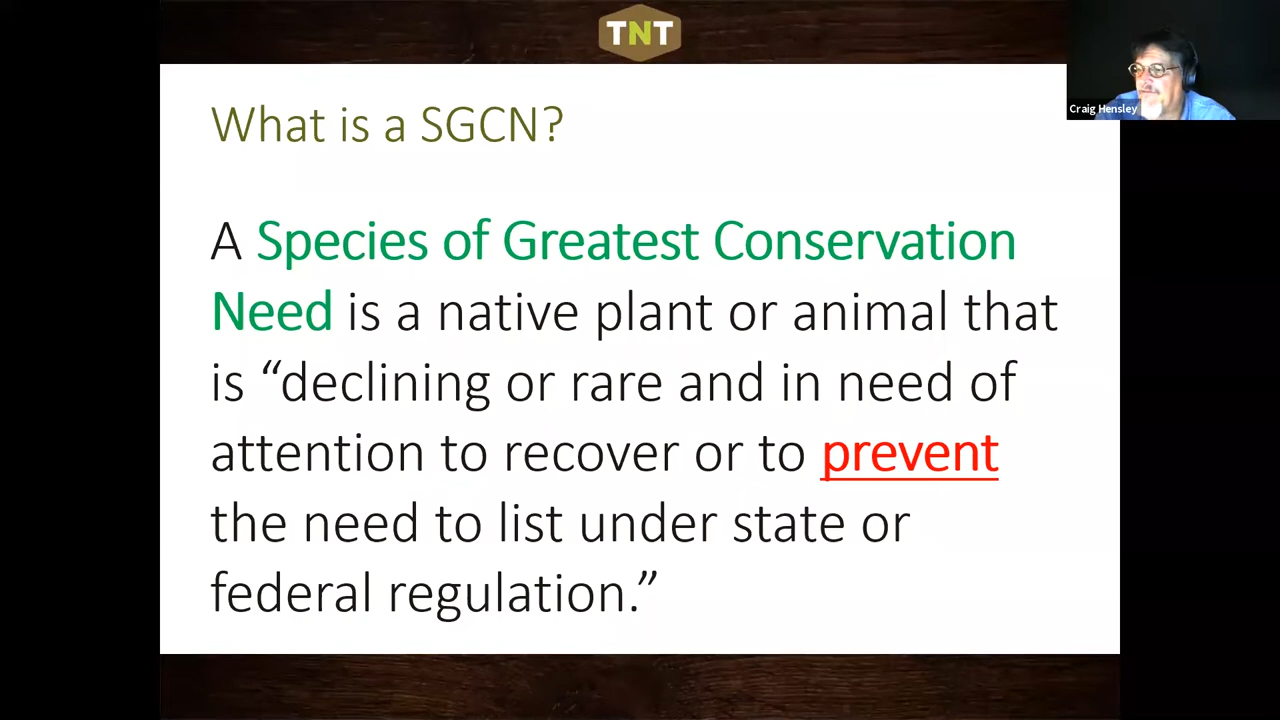 TNT
Craig Hensley
What is a SGCN?
A Species of Greatest Conservation
Need is a native plant or animal that
is “declining or rare and in need of
attention to recover or to prevent
the need to list under state or
federal regulation.”